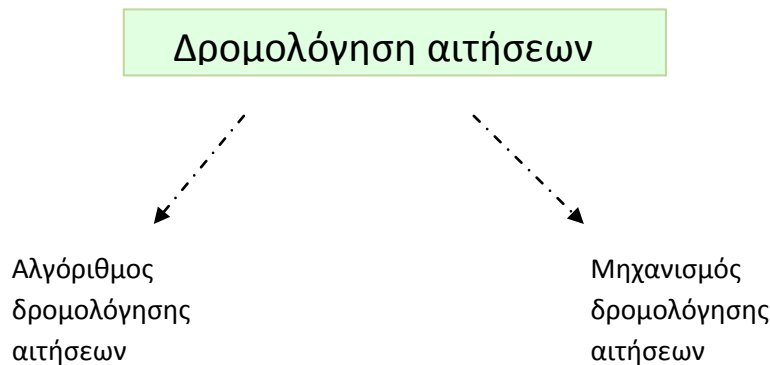 Δρομολόγηση αιτήσεων
Αλγόριθμος
δρομολόγησης
αιτήσεων
Μηχανισμός
δρομολόγησης
αιτήσεων